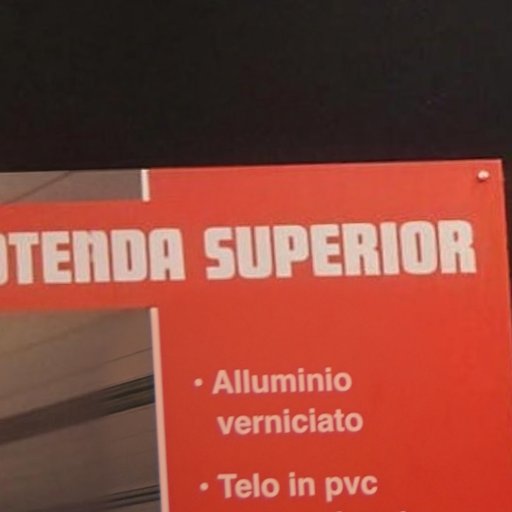 OTENDA SUPERIOR
• Alluminio
verniciato
• Telo in pvc